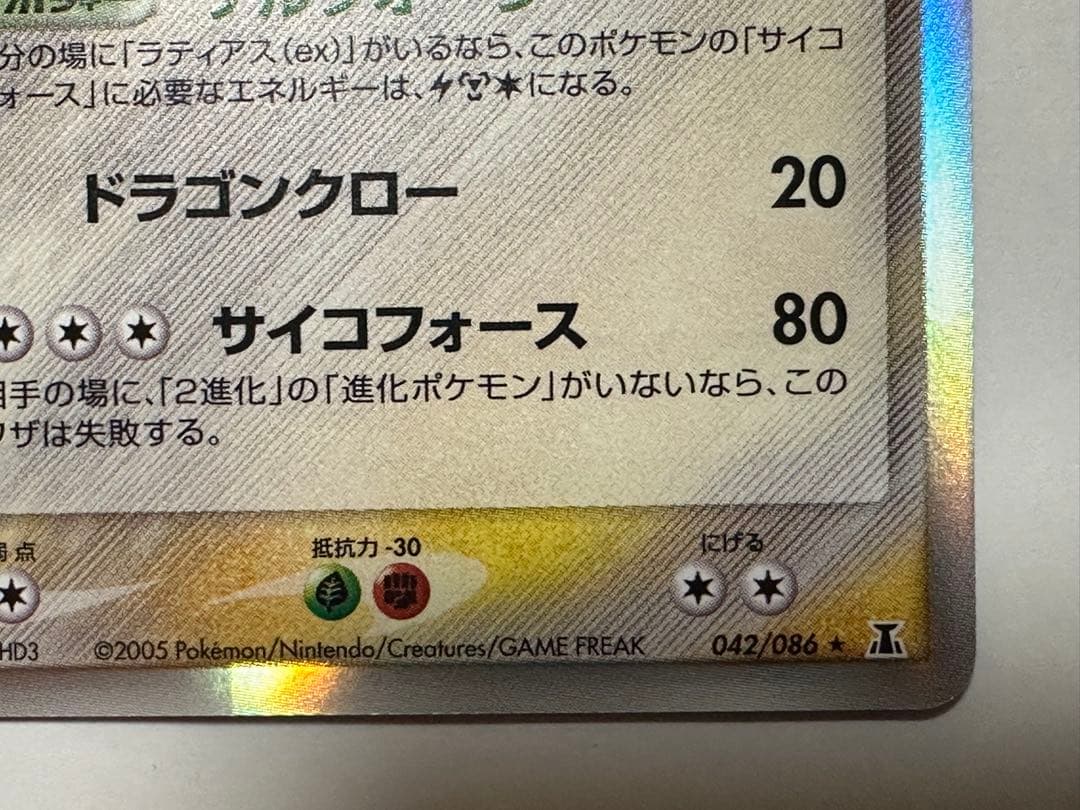 分の場に「ラティアス(ex)」がいるなら、このポケモンの「サイコ
ォース」に必要なエネルギーは、になる。
ドラゴンクロー 20
サイコフォース 80
相手の場に、「2進化」の「進化ポケモン」がいないなら、この
ワザは失敗する。
弱点 抵抗力 -30 にげる
HD3 ©2005 Pokémon/Nintendo/Creatures/GAME FREAK 042/086 ★